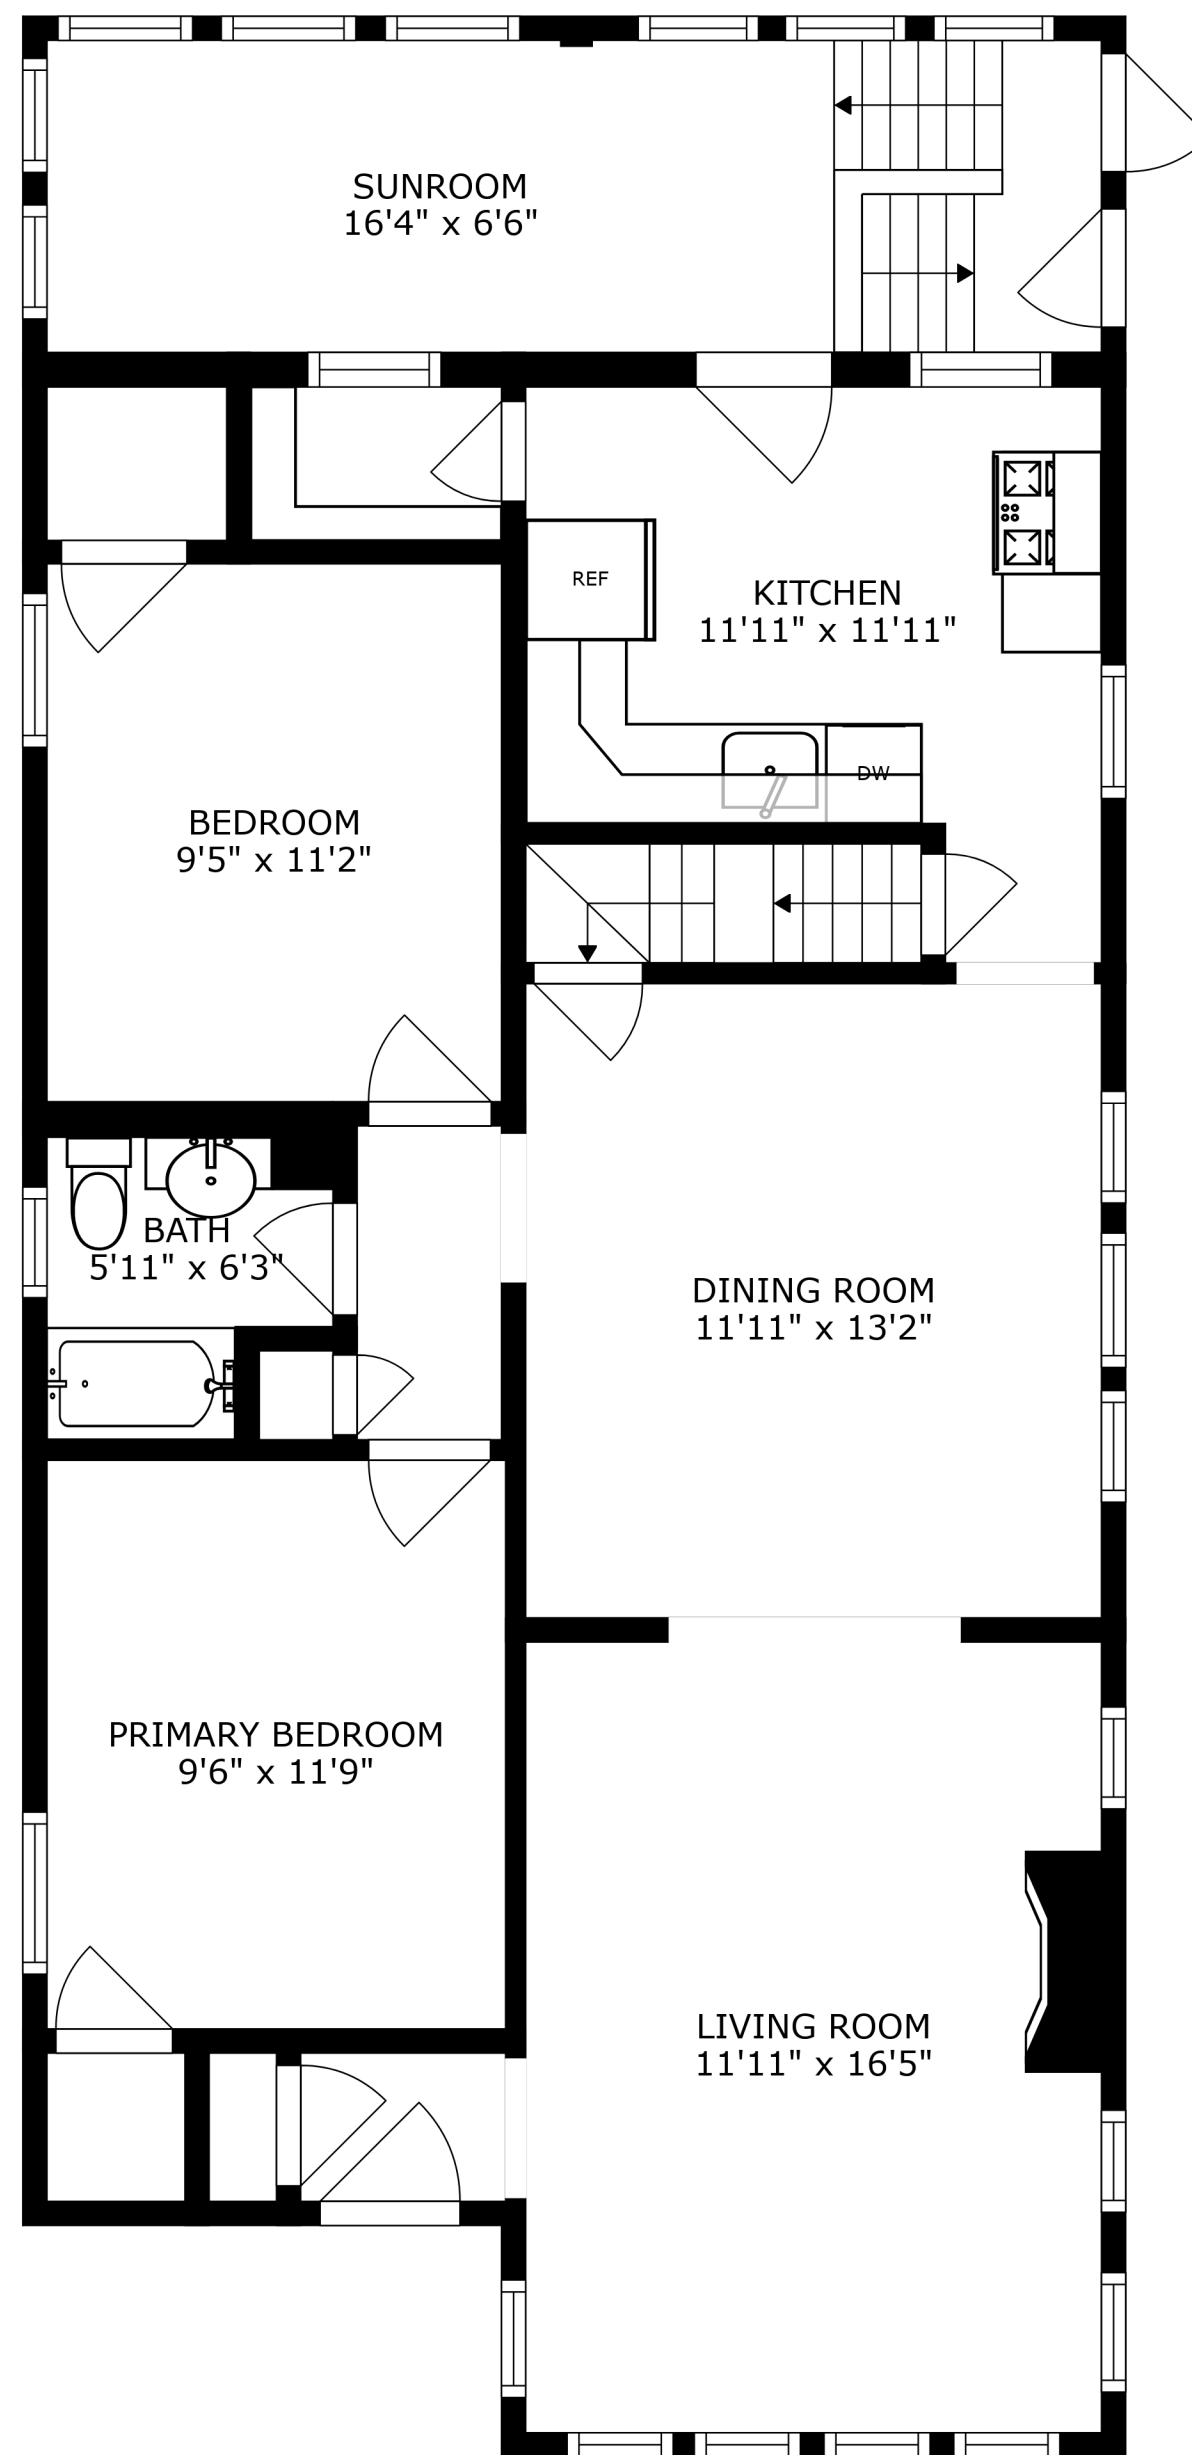 SUNROOM
16'4" x 6'6"
REF
KITCHEN
11'11" x 11'11"
DW
BEDROOM
9'5" x 11'2"
BATH
5'11" x 6'3"
DINING ROOM
11'11" x 13'2"
PRIMARY BEDROOM
9'6" x 11'9"
LIVING ROOM
11'11" x 16'5"